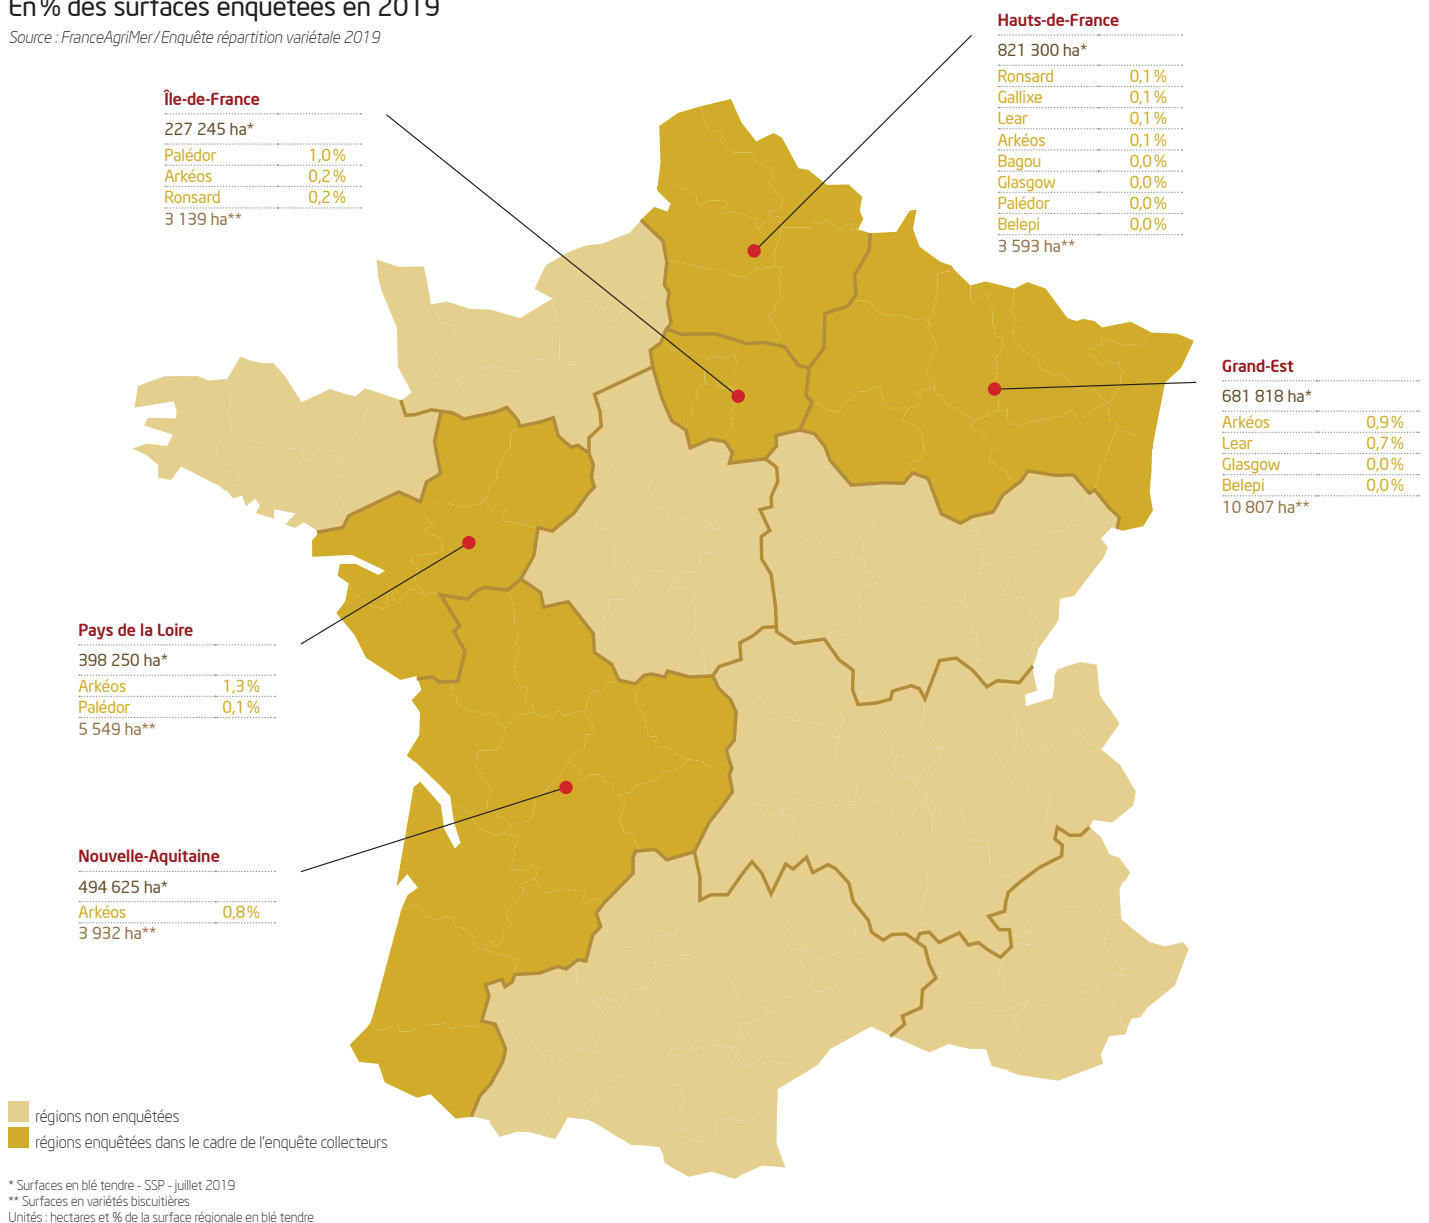 En % des surfaces enquêtées en 2019
Source : FranceAgriMer / Enquête répartition variétale 2019
Hauts-de-France
821 300 ha*
Ronsard 0,1 %
Gallixe 0,1 %
Lear 0,1 %
Arkéos 0,1 %
Bagou 0,0 %
Glasgow 0,0 %
Palédor 0,0 %
Belepi 0,0 %
3 593 ha**
Île-de-France
227 245 ha*
Palédor 1,0 %
Arkéos 0,2 %
Ronsard 0,2 %
3 139 ha**
Grand-Est
681 818 ha*
Arkéos 0,9 %
Lear 0,7 %
Glasgow 0,0 %
Belepi 0,0 %
10 807 ha**
Pays de la Loire
398 250 ha*
Arkéos 1,3 %
Palédor 0,1 %
5 549 ha**
Nouvelle-Aquitaine
494 625 ha*
Arkéos 0,8 %
3 932 ha**
régions non enquêtées
régions enquêtées dans le cadre de l'enquête collecteurs
* Surfaces en blé tendre - SSP - juillet 2019
** Surfaces en variétés biscuitières
Unités : hectares et % de la surface régionale en blé tendre